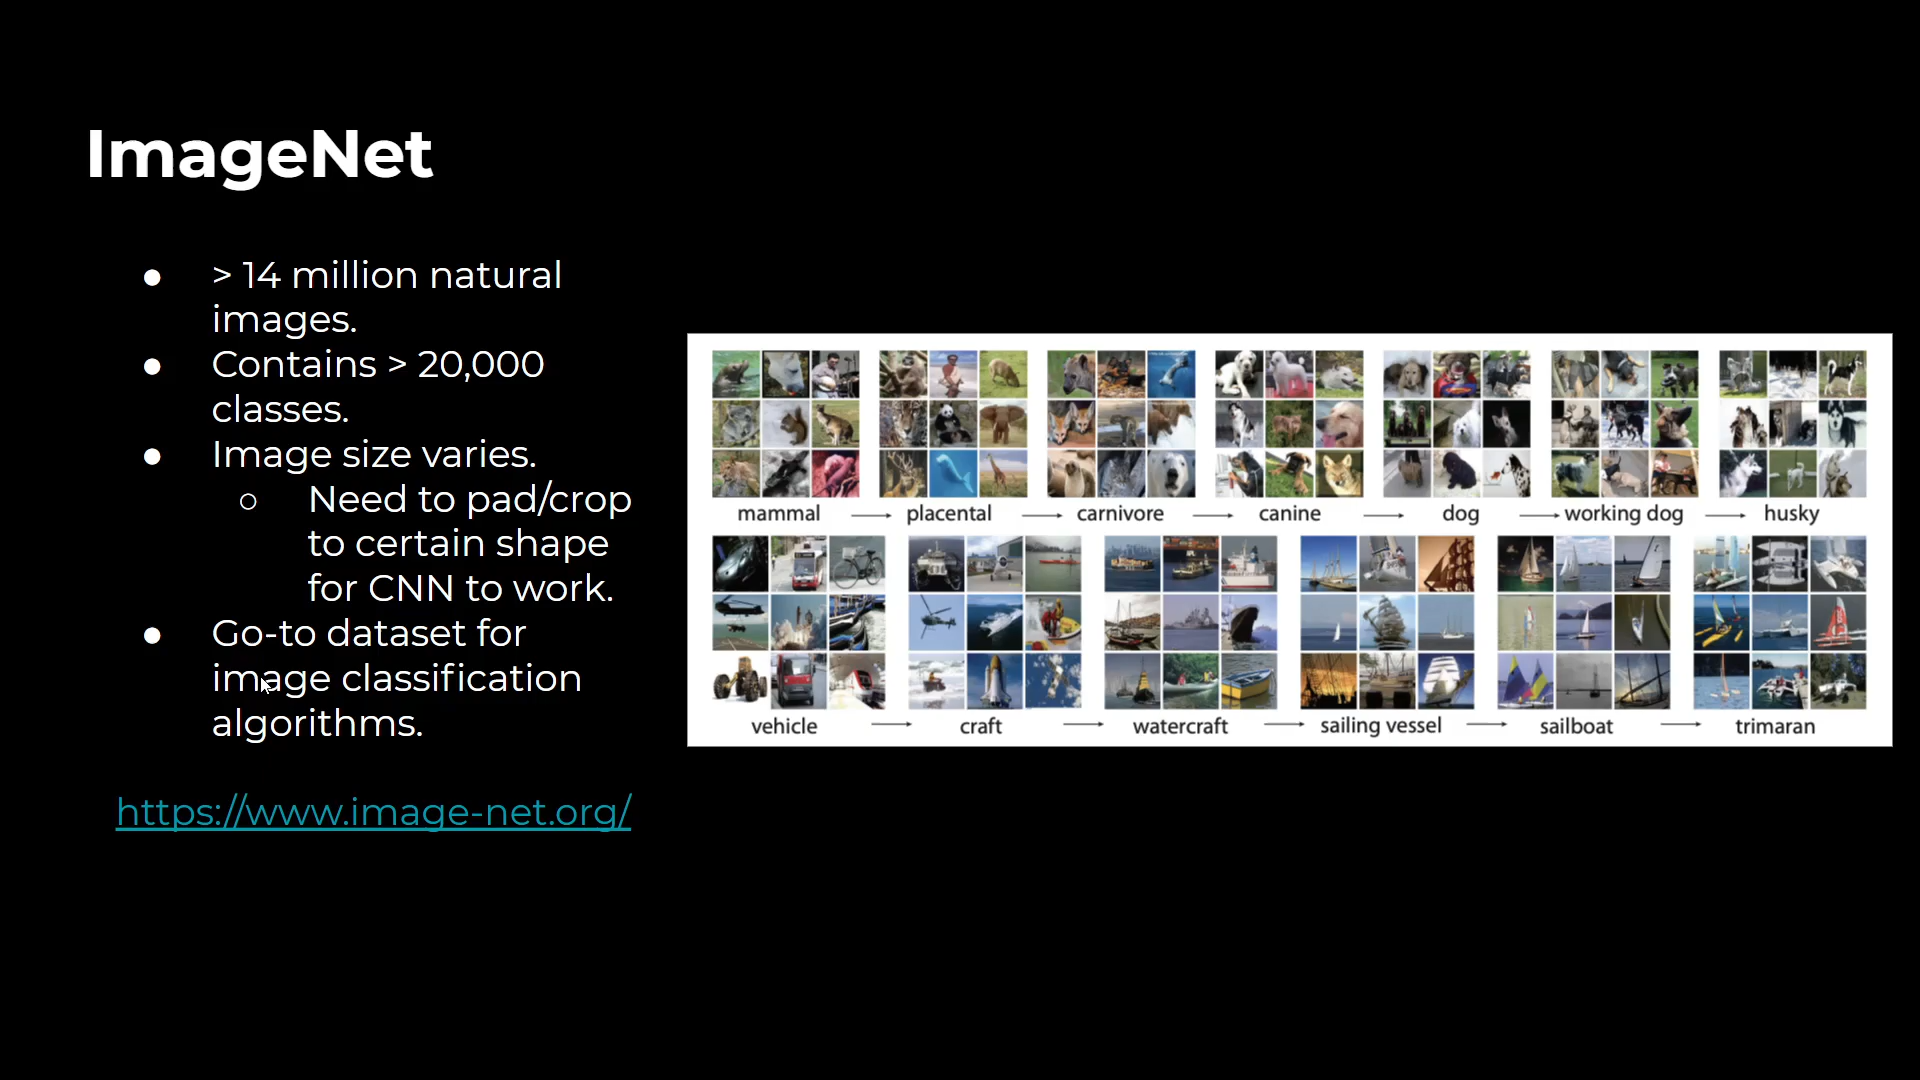 ImageNet
● > 14 million natural
images.
● Contains > 20,000
classes.
● Image size varies.
○ Need to pad/crop
to certain shape
for CNN to work.
● Go-to dataset for
image classification
algorithms.
https://www.image-net.org/
mammal → placental → carnivore → canine → dog → working dog → husky
vehicle → craft → watercraft → sailing vessel → sailboat → trimaran